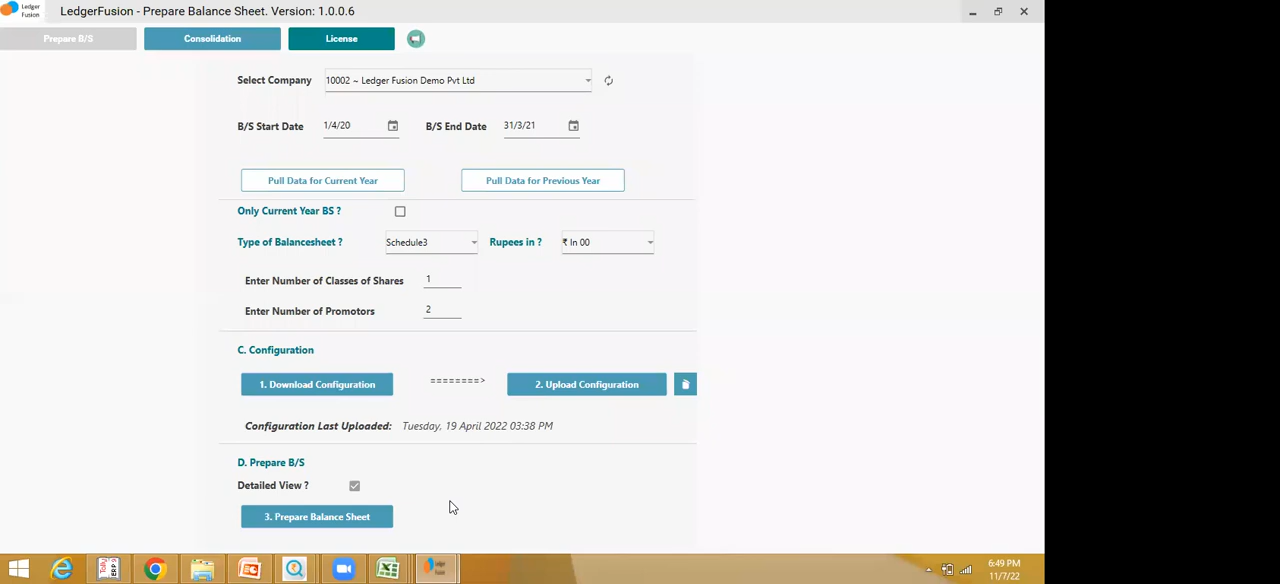 Ledger
Fusion
LedgerFusion - Prepare Balance Sheet. Version: 1.0.0.6
Prepare B/S Consolidation License
Select Company 10002 ~ Ledger Fusion Demo Pvt Ltd
B/S Start Date 1/4/20 B/S End Date 31/3/21
Pull Data for Current Year Pull Data for Previous Year
Only Current Year BS ?
Type of Balancesheet ? Schedule3 Rupees in ? ₹ In 00
Enter Number of Classes of Shares 1
Enter Number of Promotors 2
C. Configuration
1. Download Configuration ========> 2. Upload Configuration
Configuration Last Uploaded: Tuesday, 19 April 2022 03:38 PM
D. Prepare B/S
Detailed View ?
3. Prepare Balance Sheet
6:49 PM
11/7/22